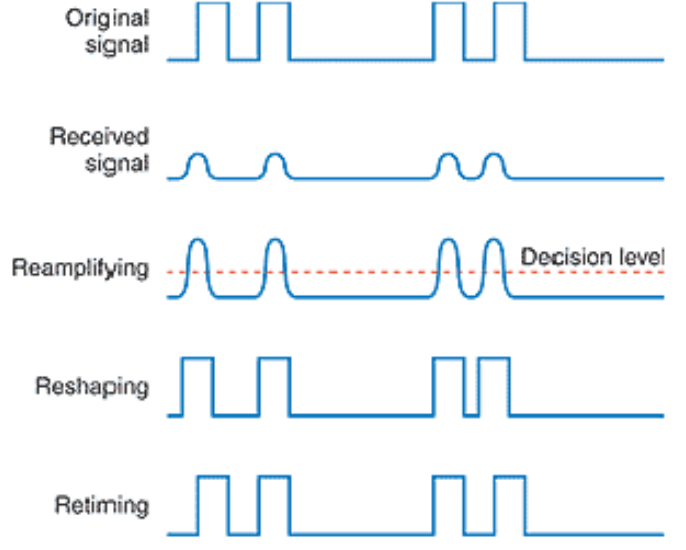 Original
signal
Received
signal
Reamplifying
Decision level
Reshaping
Retiming